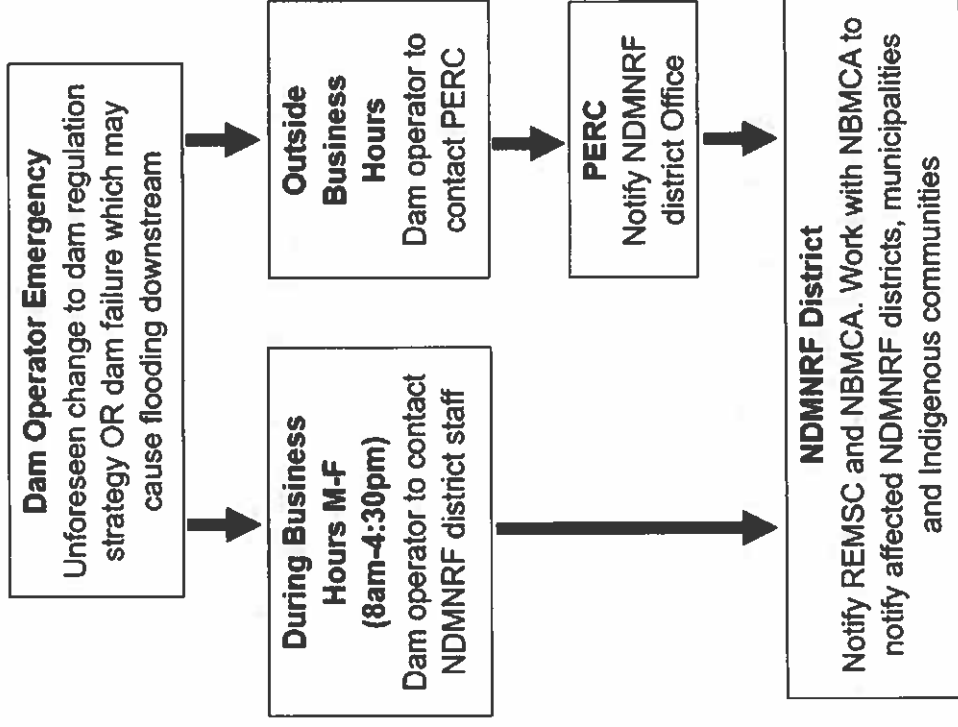 Dam Operator Emergency
Unforeseen change to dam regulation
strategy OR dam failure which may
cause flooding downstream
During Business
Hours M-F
(8am-4:30pm)
Dam operator to contact
NDMNRF district staff
Outside
Business
Hours
Dam operator to
contact PERC
PERC
Notify NDMNRF
district Office
NDMNRF District
Notify REMSC and NBMCA. Work with NBMCA to
notify affected NDMNRF districts, municipalities
and Indigenous communities